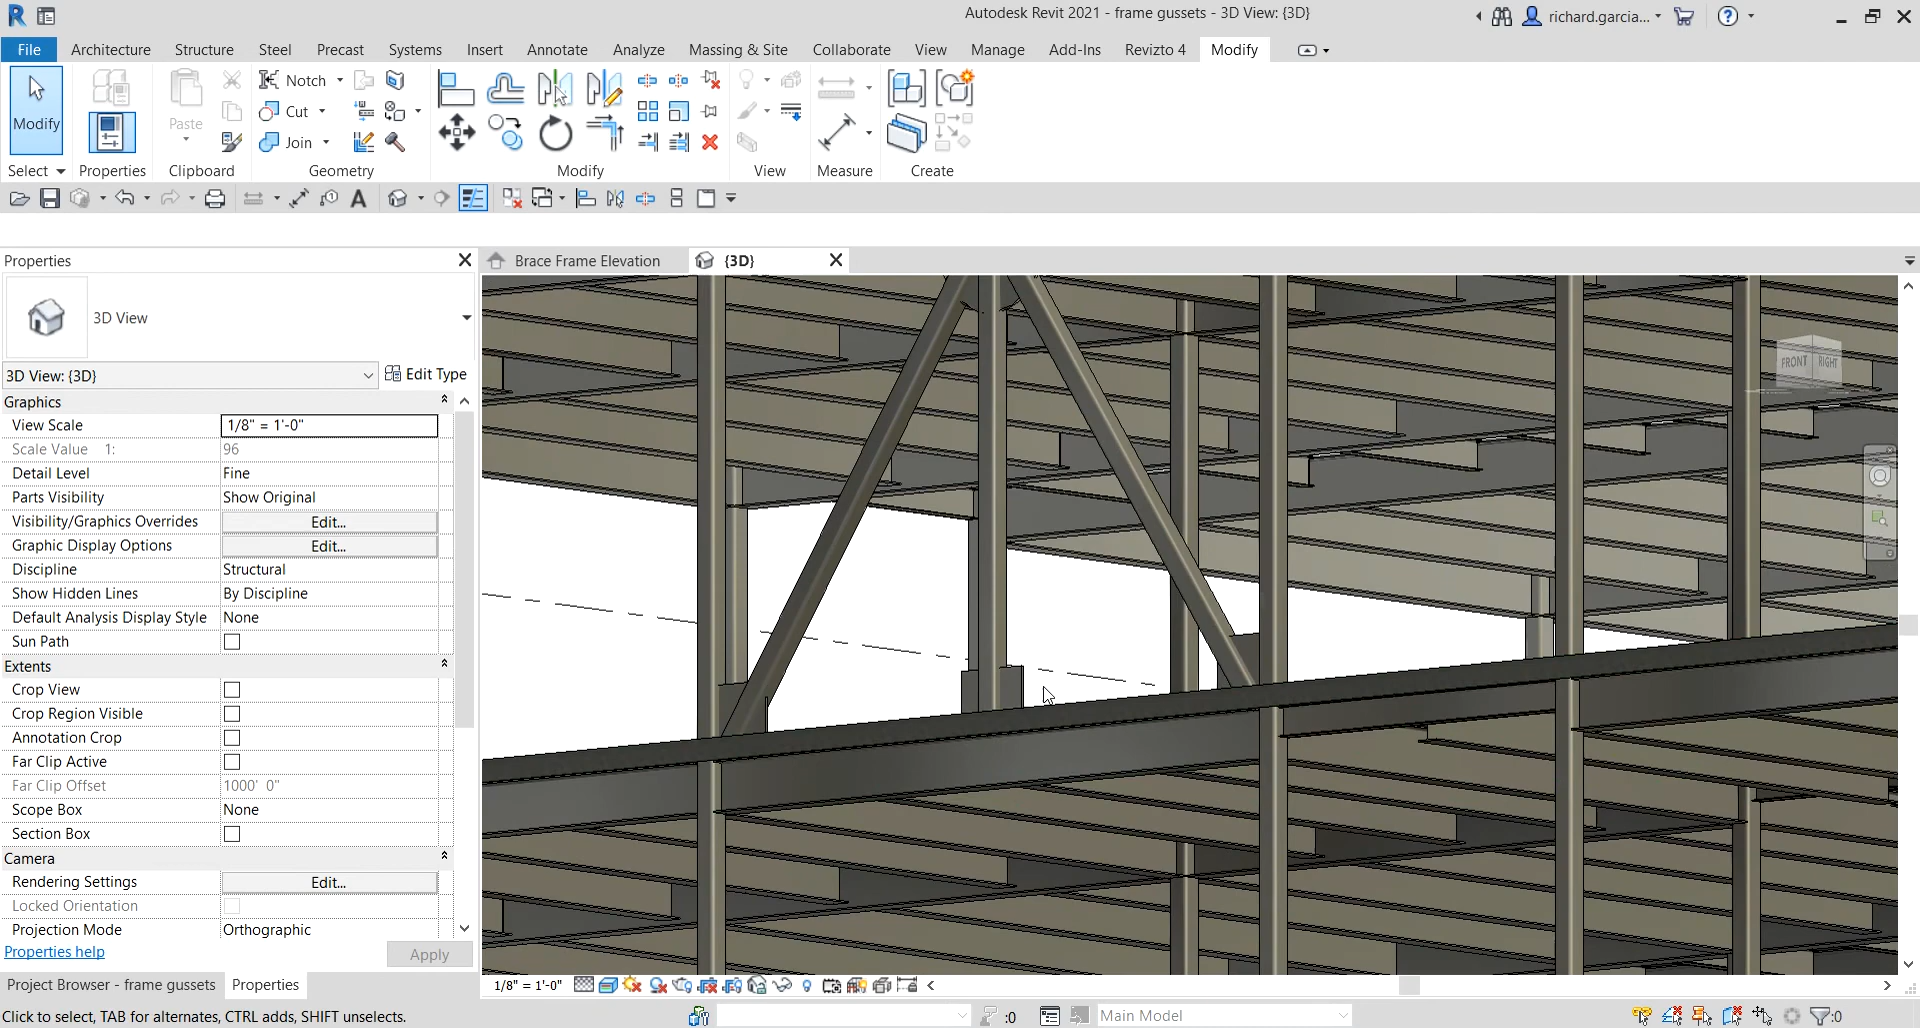 Autodesk Revit 2021 - frame gussets - 3D View: {3D}
richard.garcia...
File Architecture Structure Steel Precast Systems Insert Annotate Analyze Massing & Site Collaborate View Manage Add-Ins Revizto 4 Modify
Notch
Cut
Join
Modify
Paste
Select Properties Clipboard Geometry Modify View Measure Create
Properties
Brace Frame Elevation
{3D}
3D View
3D View: {3D}
Edit Type
Graphics
View Scale 1/8" = 1'-0"
Scale Value 1: 96
Detail Level Fine
Parts Visibility Show Original
Visibility/Graphics Overrides Edit...
Graphic Display Options Edit...
Discipline Structural
Show Hidden Lines By Discipline
Default Analysis Display Style None
Sun Path
Extents
Crop View
Crop Region Visible
Annotation Crop
Far Clip Active
Far Clip Offset 1000' 0"
Scope Box None
Section Box
Camera
Rendering Settings Edit...
Locked Orientation
Projection Mode Orthographic
Properties help
Apply
FRONT RIGHT
Project Browser - frame gussets Properties
1/8" = 1'-0"
Click to select, TAB for alternates, CTRL adds, SHIFT unselects.
:0
Main Model
:0